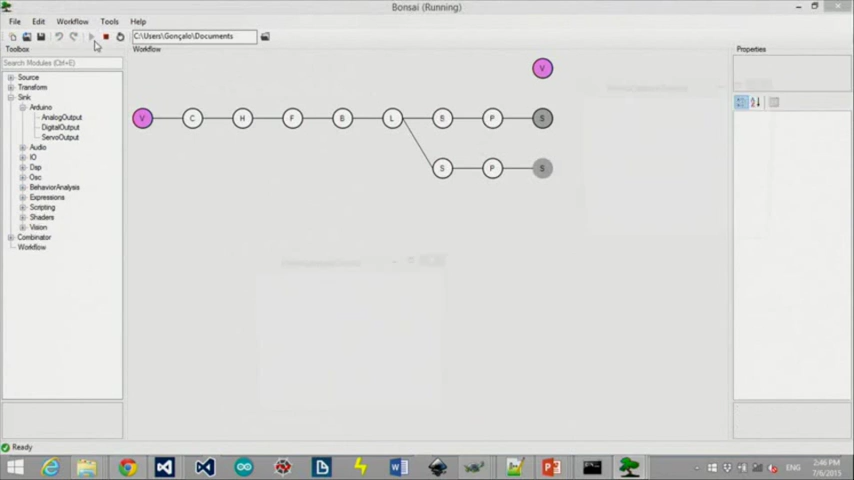 Bonsai (Running)
File Edit Workflow Tools Help
C:\Users\Gonçalo\Documents
Toolbox
Workflow
Properties
Search Modules (Ctrl+E)
Source
Transform
Sink
Arduino
AnalogOutput
DigitalOutput
ServoOutput
Audio
IO
Dsp
Osc
BehaviorAnalysis
Expressions
Scripting
Shaders
Vision
Combinator
Workflow
V
V C H F B L B P S
S P S
Ready
ENG
2:46 PM
7/6/2015